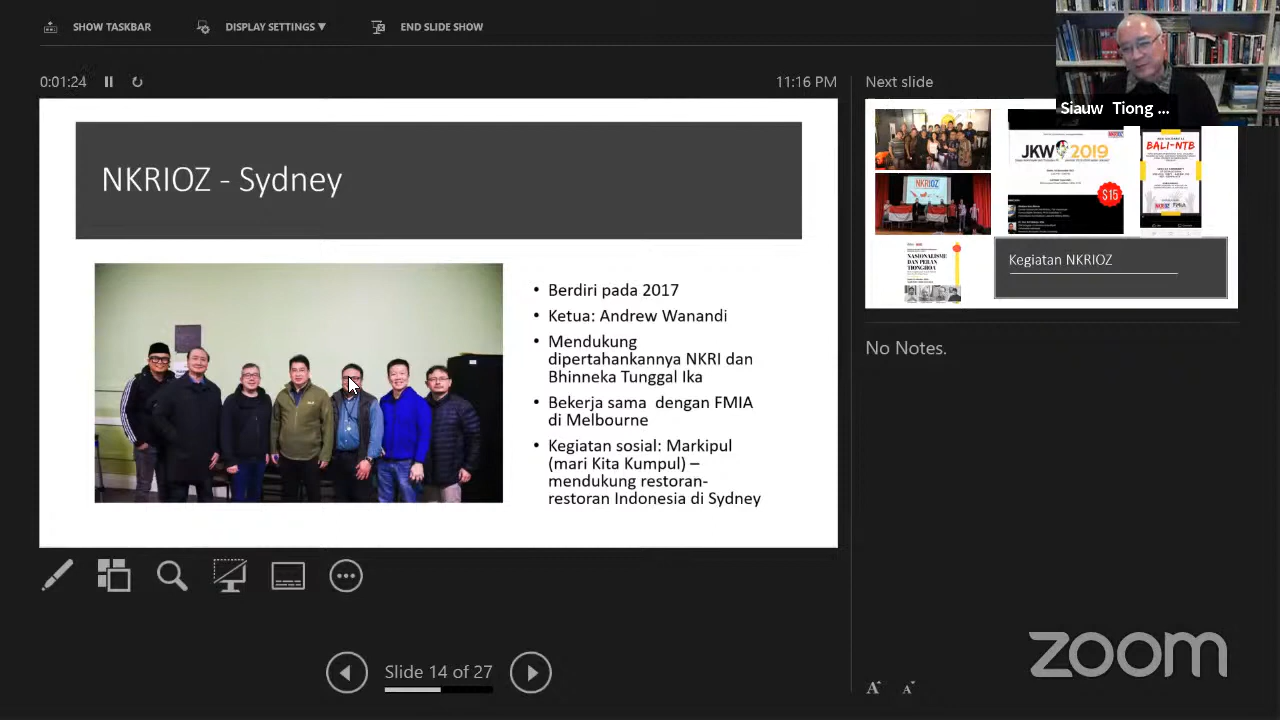 SHOW TASKBAR
DISPLAY SETTINGS ▼
END SLIDE SHOW
0:01:24
11:16 PM
Next slide
Siauw Tiong ...
NKRIOZ - Sydney
• Berdiri pada 2017
• Ketua: Andrew Wanandi
• Mendukung
dipertahankannya NKRI dan
Bhinneka Tunggal Ika
• Bekerja sama dengan FMIA
di Melbourne
• Kegiatan sosial: Markipul
(mari Kita Kumpul) –
mendukung restoran-
restoran Indonesia di Sydney
JKW 2019
$15
BALI-NTB
NKRIOZ
NASIONALISME
DAN PERAN
TIONGHOA
Kegiatan NKRIOZ
No Notes.
Slide 14 of 27
A A
zoom